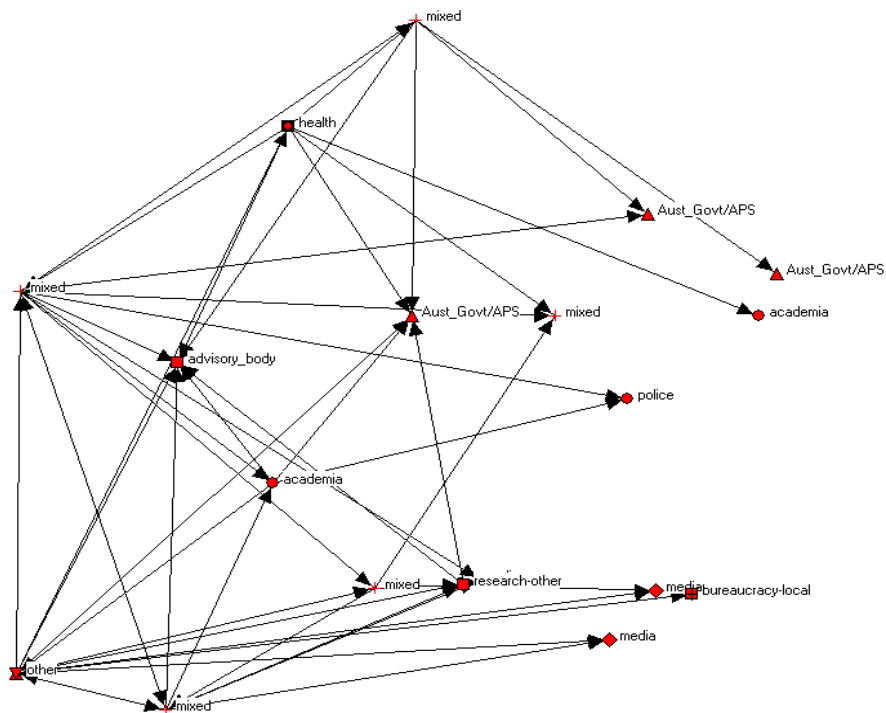 mixed
health
Aust_Govt/APS
Aust_Govt/APS
mixed
Aust_Govt/APS
mixed
academia
advisory_body
police
academia
mixed
research-other
media
bureaucracy-local
media
other
mixed